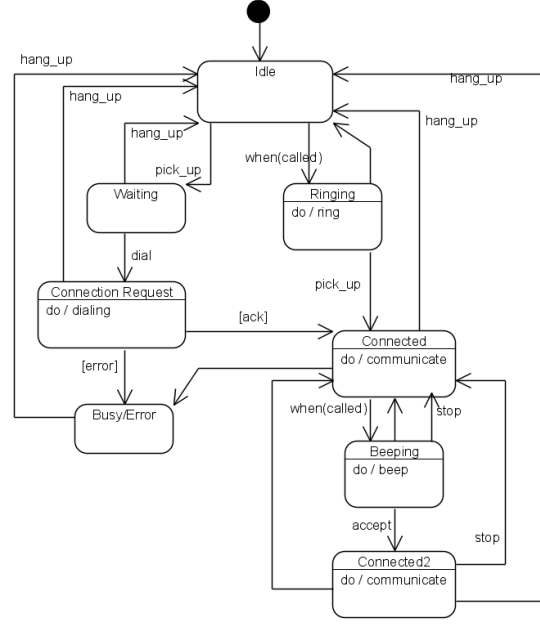 hang_up
Idle
hang_up
hang_up
hang_up
hang_up
when(called)
pick_up
Waiting
Ringing
do / ring
dial
pick_up
Connection Request
do / dialing
[ack]
Connected
do / communicate
[error]
Busy/Error
when(called)
stop
Beeping
do / beep
accept
stop
Connected2
do / communicate